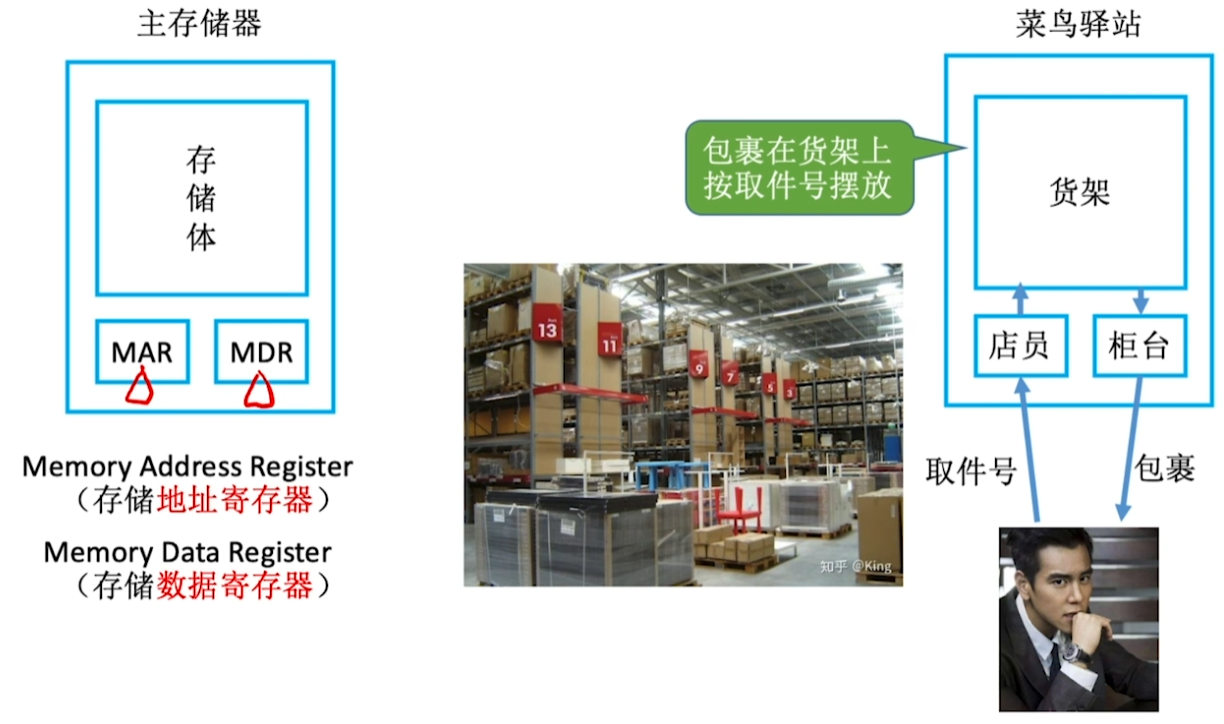 主存储器
存
储
体
MAR
MDR
Memory Address Register
（存储地址寄存器）
Memory Data Register
（存储数据寄存器）
包裹在货架上
按取件号摆放
13
11
9
7
5
3
知乎 @King
菜鸟驿站
货架
店员
柜台
取件号
包裹